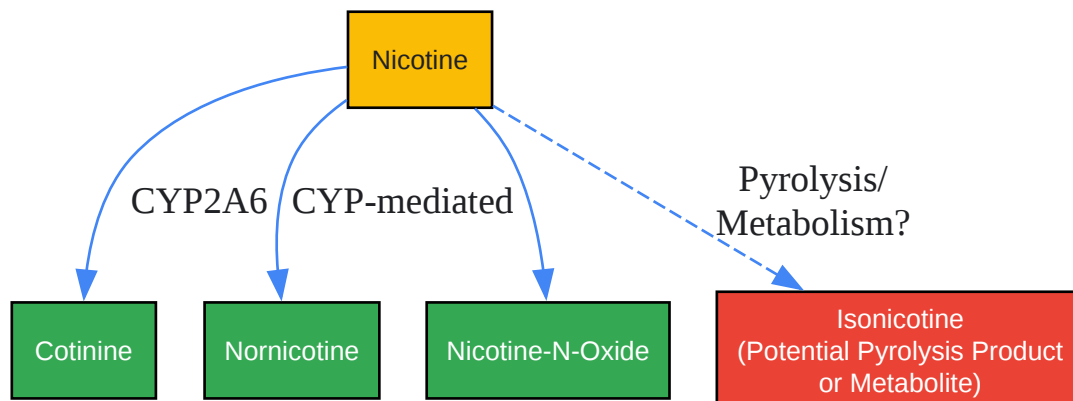 Nicotine
CYP2A6
CYP-mediated
Pyrolysis/
Metabolism?
Cotinine
Nornicotine
Nicotine-N-Oxide
Isonicotine
(Potential Pyrolysis Product
or Metabolite)